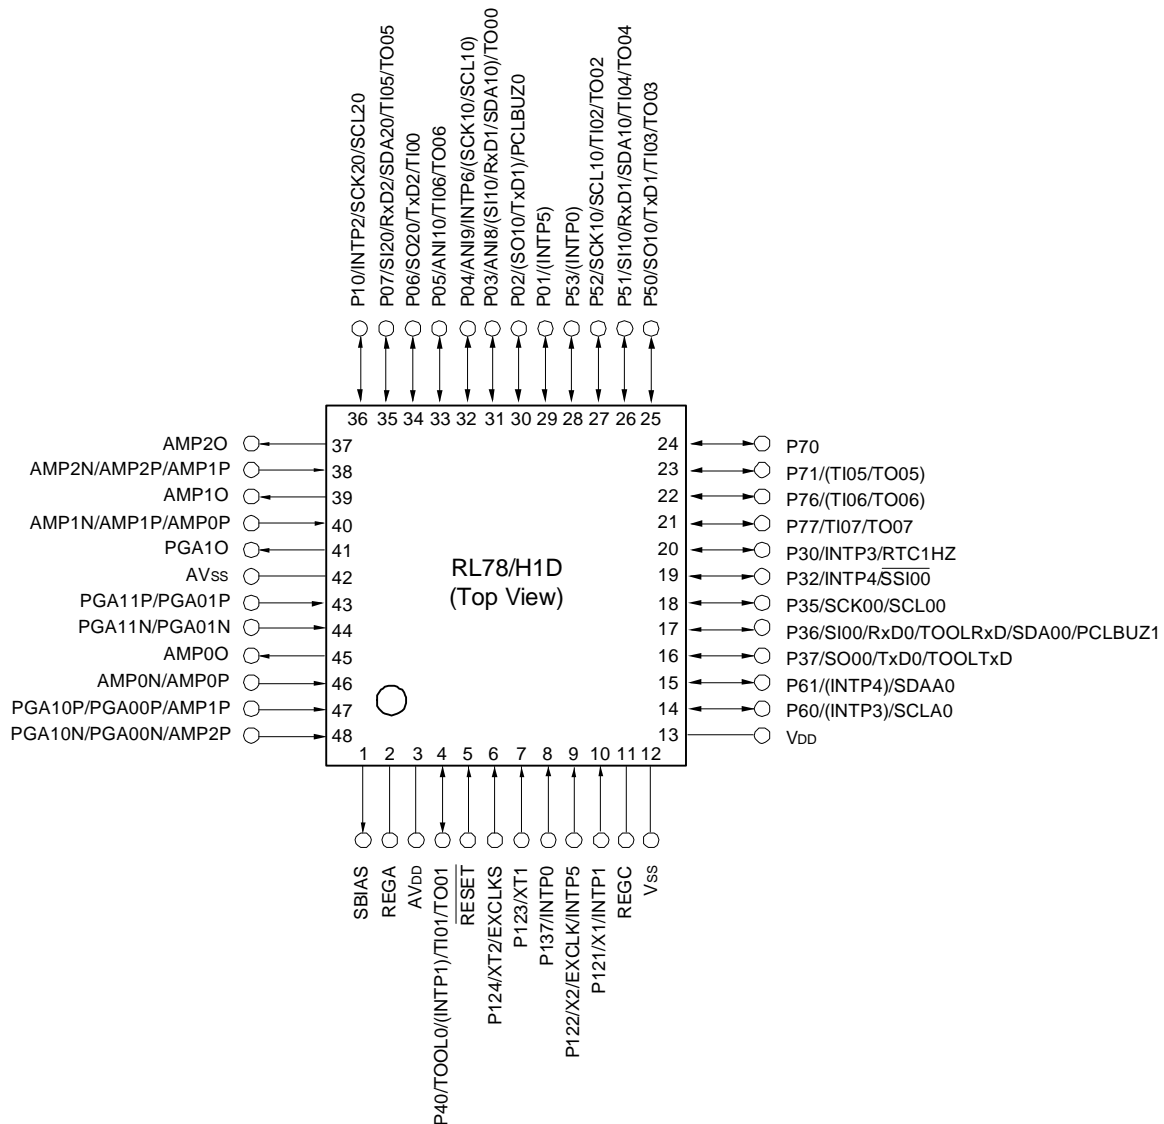 P10/INTP2/SCK20/SCL20
P07/SI20/RxD2/SDA20/TI05/TO05
P06/SO20/TxD2/TI00
P05/ANI10/TI06/TO06
P04/ANI9/INTP6/(SCK10/SCL10)
P03/ANI8/(SI10/RxD1/SDA10)/TO00
P02/(SO10/TxD1)/PCLBUZ0
P01/(INTP5)
P53/(INTP0)
P52/SCK10/SCL10/TI02/TO02
P51/SI10/RxD1/SDA10/TI04/TO04
P50/SO10/TxD1/TI03/TO03
36 35 34 33 32 31 30 29 28 27 26 25
AMP2O 37
AMP2N/AMP2P/AMP1P 38
AMP1O 39
AMP1N/AMP1P/AMP0P 40
PGA1O 41
AVss 42
PGA11P/PGA01P 43
PGA11N/PGA01N 44
AMP0O 45
AMP0N/AMP0P 46
PGA10P/PGA00P/AMP1P 47
PGA10N/PGA00N/AMP2P 48
RL78/H1D
(Top View)
24 P70
23 P71/(TI05/TO05)
22 P76/(TI06/TO06)
21 P77/TI07/TO07
20 P30/INTP3/RTC1HZ
19 P32/INTP4/SSI00
18 P35/SCK00/SCL00
17 P36/SI00/RxD0/TOOLRxD/SDA00/PCLBUZ1
16 P37/SO00/TxD0/TOOLTxD
15 P61/(INTP4)/SDAA0
14 P60/(INTP3)/SCLA0
13 VDD
1 2 3 4 5 6 7 8 9 10 11 12
SBIAS
REGA
AVDD
P40/TOOL0/(INTP1)/TI01/TO01
RESET
P124/XT2/EXCLKS
P123/XT1
P137/INTP0
P122/X2/EXCLK/INTP5
P121/X1/INTP1
REGC
Vss